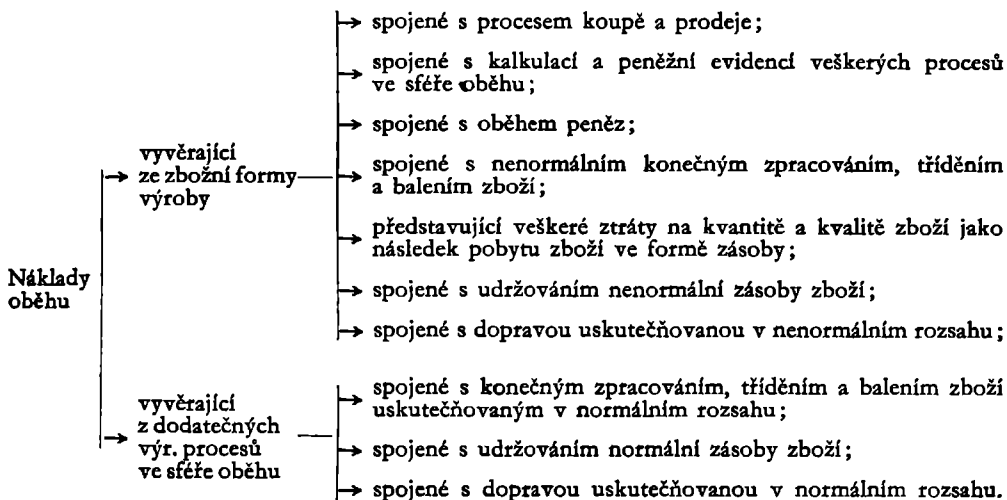 Náklady
oběhu
vyvěrající
ze zbožní formy
výroby
spojené s procesem koupě a prodeje;
spojené s kalkulací a peněžní evidencí veškerých procesů
ve sféře oběhu;
spojené s oběhem peněz;
spojené s nenormálním konečným zpracováním, tříděním
a balením zboží;
představující veškeré ztráty na kvantitě a kvalitě zboží jako
následek pobytu zboží ve formě zásoby;
spojené s udržováním nenormální zásoby zboží;
spojené s dopravou uskutečňovanou v nenormálním rozsahu;
vyvěrající
z dodatečných
výr. procesů
ve sféře oběhu
spojené s konečným zpracováním, tříděním a balením zboží
uskutečňovaným v normálním rozsahu;
spojené s udržováním normální zásoby zboží;
spojené s dopravou uskutečňovanou v normálním rozsahu.